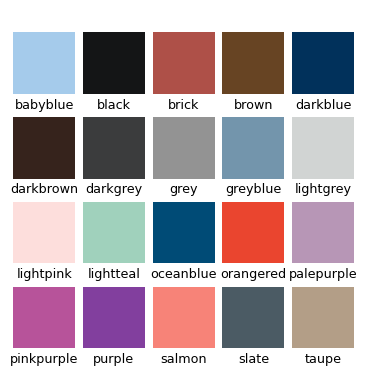 babyblue black brick brown darkblue
darkbrown darkgrey grey greyblue lightgrey
lightpink lightteal oceanblue orangered palepurple
pinkpurple purple salmon slate taupe